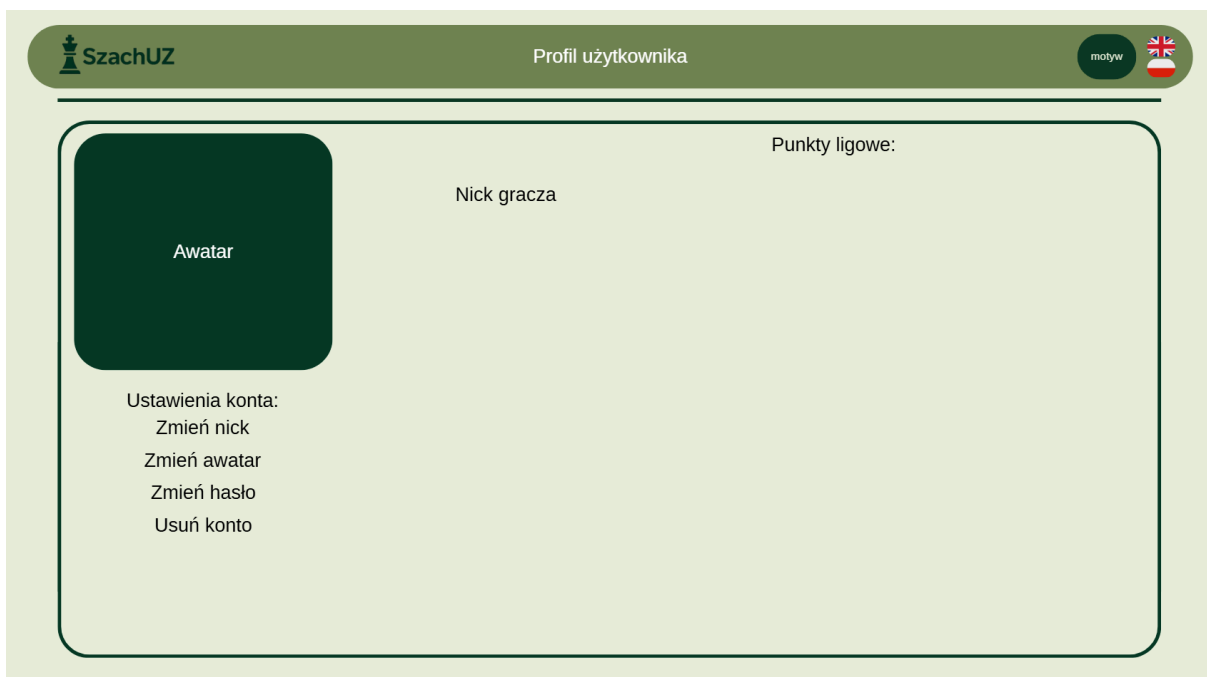 SzachUZ
Profil użytkownika
motyw
Punkty ligowe:
Nick gracza
Awatar
Ustawienia konta:
Zmień nick
Zmień awatar
Zmień hasło
Usuń konto